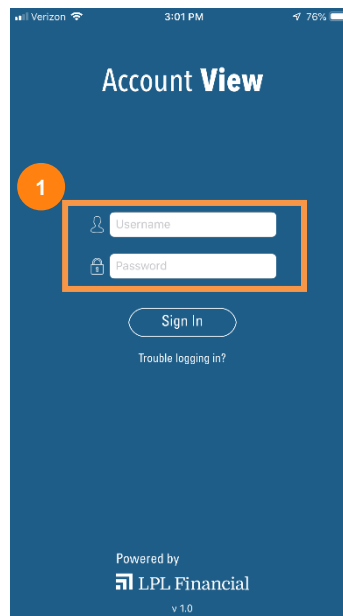 Verizon 3:01 PM 76%
Account View
1
Username
Password
Sign In
Trouble logging in?
Powered by
LPL Financial
v 1.0